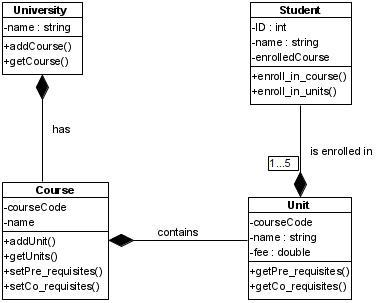 University
-name : string
+addCourse()
+getCourse()
Student
-ID : int
-name : string
-enrolledCourse
+enroll_in_course()
+enroll_in_units()
has
is enrolled in
1...5
Course
-courseCode
-name
+addUnit()
+getUnits()
+setPre_requisites()
+setCo_requisites()
contains
Unit
-courseCode
-name : string
-fee : double
+getPre_requisites()
+getCo_requisites()